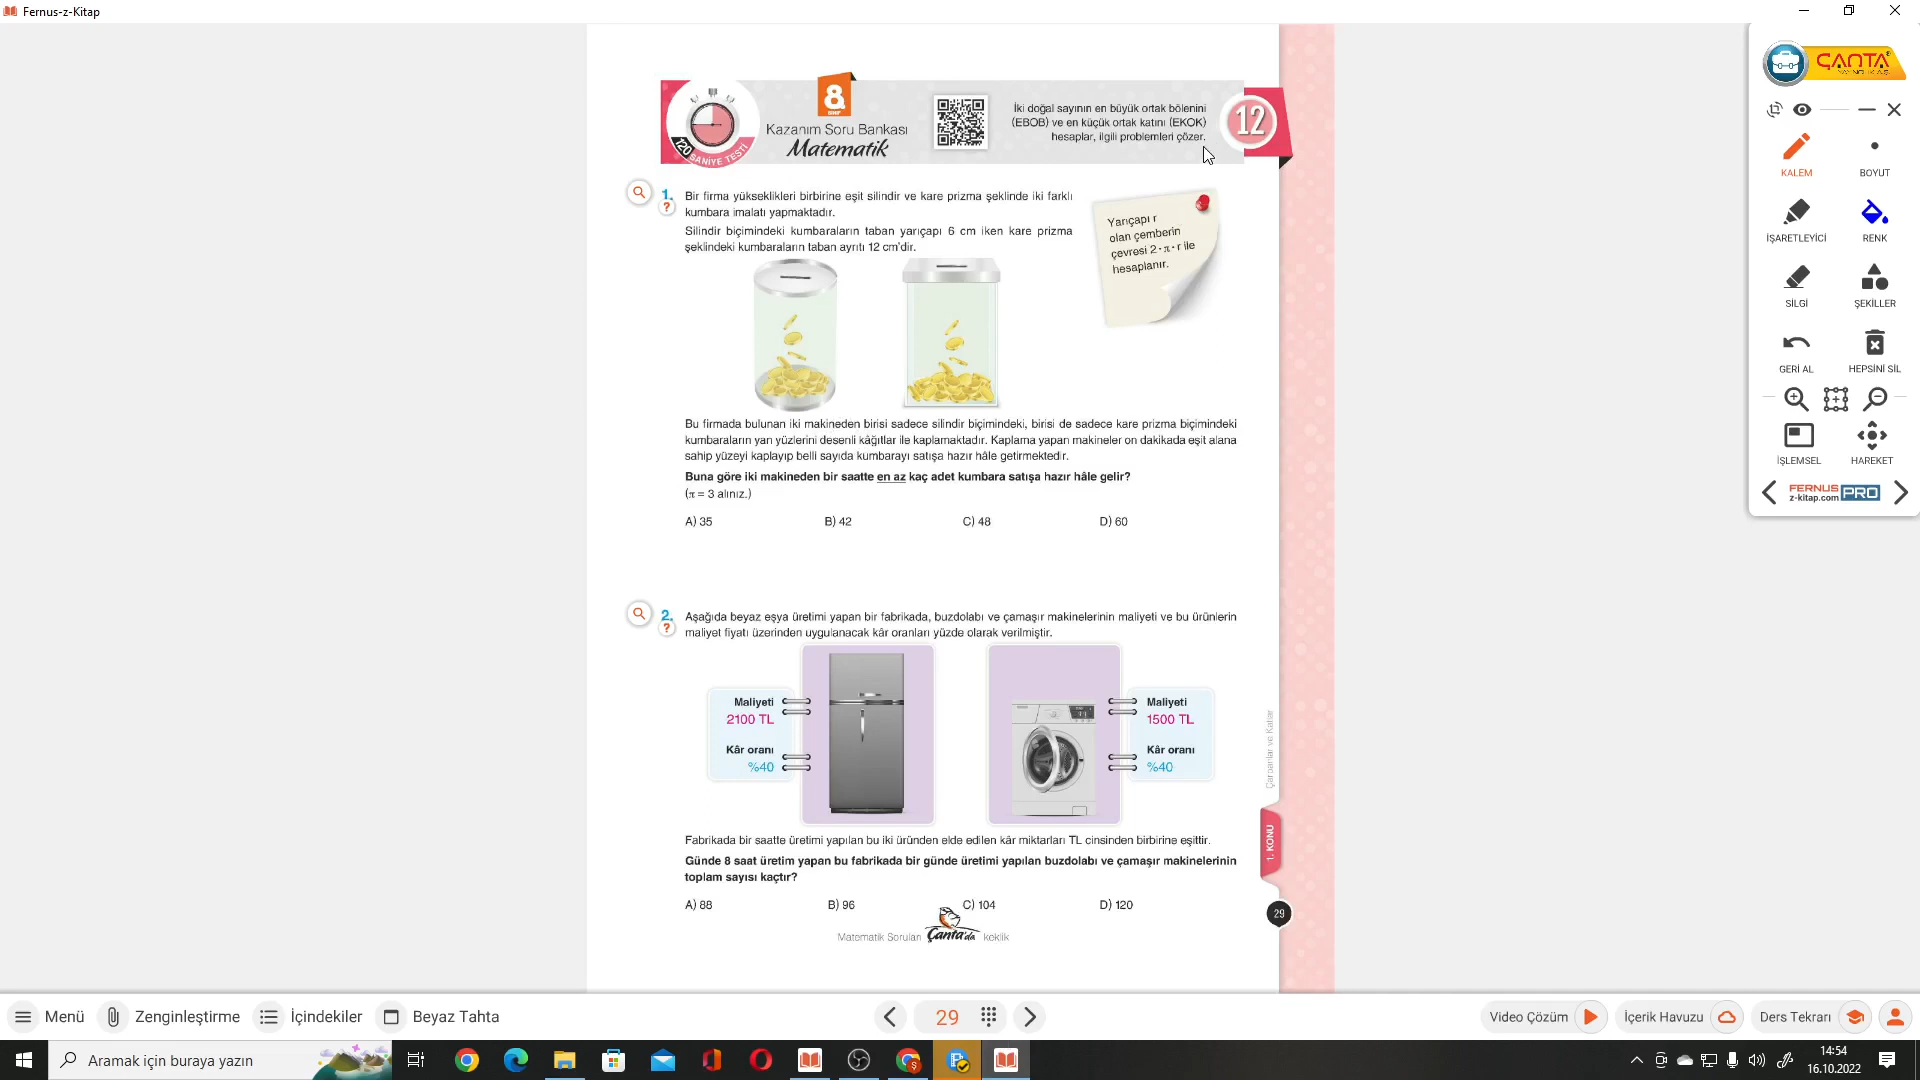 Fernus-z-Kitap
ÇANTA
YAYINCILIK
8
SINIF
Kazanım Soru Bankası
Matematik
120 SANİYE TESTİ
İki doğal sayının en büyük ortak bölenini
(EBOB) ve en küçük ortak katını (EKOK)
hesaplar, ilgili problemleri çözer.
12
1.
?
Bir firma yükseklikleri birbirine eşit silindir ve kare prizma şeklinde iki farklı
kumbara imalatı yapmaktadır.
Silindir biçimindeki kumbaraların taban yarıçapı 6 cm iken kare prizma
şeklindeki kumbaraların taban ayrıtı 12 cm'dir.
Yarıçapı r
olan çemberin
çevresi 2·π·r ile
hesaplanır.
Bu firmada bulunan iki makineden birisi sadece silindir biçimindeki, birisi de sadece kare prizma biçimindeki
kumbaraların yan yüzlerini desenli kâğıtlar ile kaplamaktadır. Kaplama yapan makineler on dakikada eşit alana
sahip yüzeyi kaplayıp belli sayıda kumbarayı satışa hazır hâle getirmektedir.
Buna göre iki makineden bir saatte en az kaç adet kumbara satışa hazır hâle gelir?
(π = 3 alınız.)
A) 35 B) 42 C) 48 D) 60
2.
?
Aşağıda beyaz eşya üretimi yapan bir fabrikada, buzdolabı ve çamaşır makinelerinin maliyeti ve bu ürünlerin
maliyet fiyatı üzerinden uygulanacak kâr oranları yüzde olarak verilmiştir.
Maliyeti
2100 TL
Kâr oranı
%40
Maliyeti
1500 TL
Kâr oranı
%40
Fabrikada bir saatte üretimi yapılan bu iki üründen elde edilen kâr miktarları TL cinsinden birbirine eşittir.
Günde 8 saat üretim yapan bu fabrikada bir günde üretimi yapılan buzdolabı ve çamaşır makinelerinin
toplam sayısı kaçtır?
A) 88 B) 96 C) 104 D) 120
Matematik Soruları Çanta'da keklik
Çarpanlar ve Katlar
1. KONU
29
KALEM BOYUT
İŞARETLEYİCİ RENK
SİLGİ ŞEKİLLER
GERİ AL HEPSİNİ SİL
İŞLEMSEL HAREKET
FERNUS
z-kitap.com PRO
Menü Zenginleştirme İçindekiler Beyaz Tahta 29 Video Çözüm İçerik Havuzu Ders Tekrarı
Aramak için buraya yazın
14:54
16.10.2022